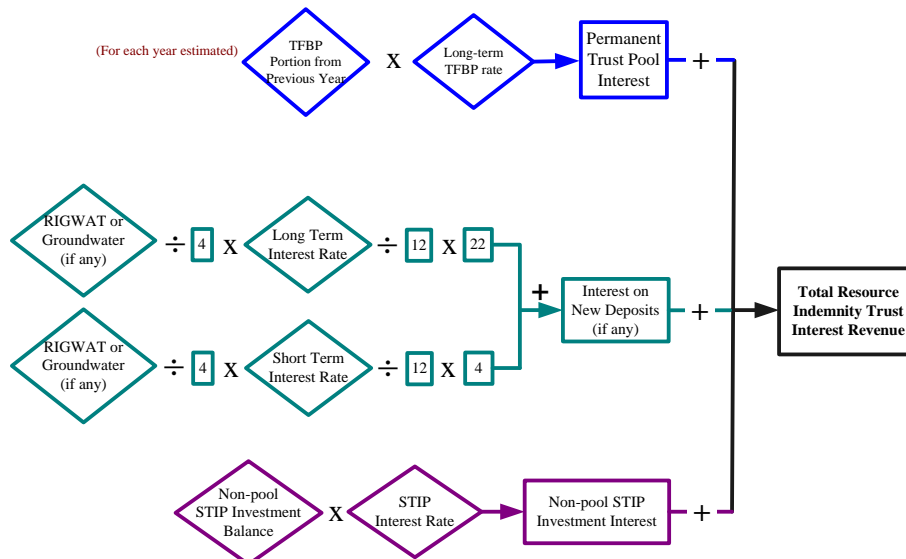 (For each year estimated)
TFBP
Portion from
Previous Year
X
Long-term
TFBP rate
Permanent
Trust Pool
Interest
+
RIGWAT or
Groundwater
(if any)
÷
4
X
Long Term
Interest Rate
÷
12
X
22
+
Interest on
New Deposits
(if any)
+
Total Resource
Indemnity Trust
Interest Revenue
RIGWAT or
Groundwater
(if any)
÷
4
X
Short Term
Interest Rate
÷
12
X
4
Non-pool
STIP Investment
Balance
X
STIP
Interest Rate
Non-pool STIP
Investment Interest
+